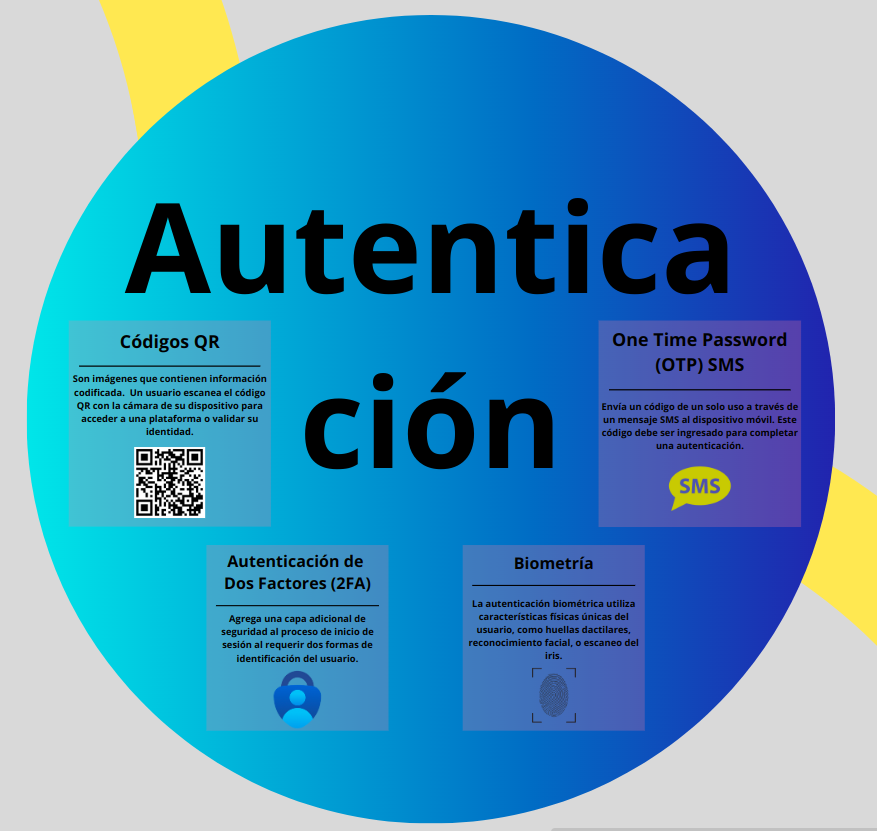 Autentica
ción
Códigos QR
Son imágenes que contienen información
codificada. Un usuario escanea el código
QR con la cámara de su dispositivo para
acceder a una plataforma o validar su
identidad.
One Time Password
(OTP) SMS
Envía un código de un solo uso a través de
un mensaje SMS al dispositivo móvil. Este
código debe ser ingresado para completar
una autenticación.
SMS
Autenticación de
Dos Factores (2FA)
Agrega una capa adicional de
seguridad al proceso de inicio de
sesión al requerir dos formas de
identificación del usuario.
Biometría
La autenticación biométrica utiliza
características físicas únicas del
usuario, como huellas dactilares,
reconocimiento facial, o escaneo del
iris.